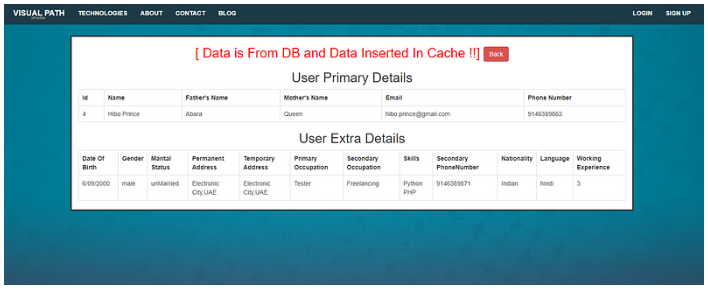 VISUAL PATH TECHNOLOGIES ABOUT CONTACT BLOG LOGIN SIGN UP
[ Data is From DB and Data Inserted In Cache !!] Back
User Primary Details
Id Name Father's Name Mother's Name Email Phone Number
4 Hibo Prince Abara Queen hibo.prince@gmail.com 9146389863
User Extra Details
Date Of Birth Gender Marital Status Permanent Address Temporary Address Primary Occupation Secondary Occupation Skills Secondary PhoneNumber Nationality Language Working Experience
6/09/2000 male unMarried Electronic City,UAE Electronic City,UAE Tester Freelancing Python PHP 9146389871 Indian hindi 3